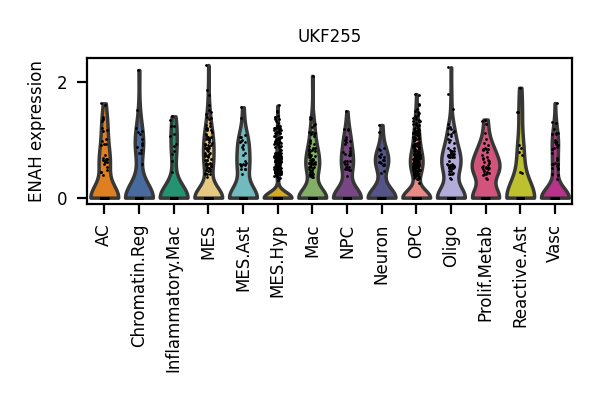 UKF255
ENAH expression
2
0
AC
Chromatin.Reg
Inflammatory.Mac
MES
MES.Ast
MES.Hyp
Mac
NPC
Neuron
OPC
Oligo
Prolif.Metab
Reactive.Ast
Vasc